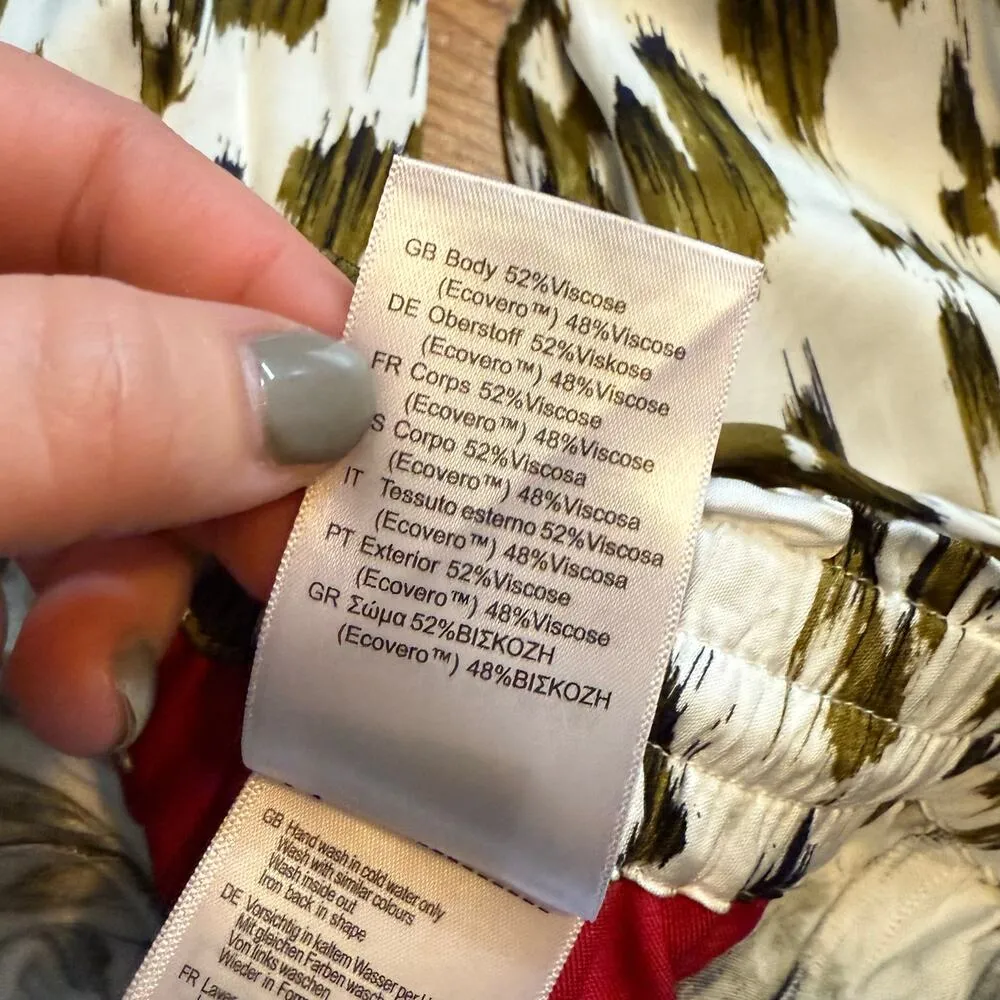 GB Body 52%Viscose
(Ecovero™) 48%Viscose
DE Oberstoff 52%Viskose
(Ecovero™) 48%Viscose
FR Corps 52%Viscose
(Ecovero™) 48%Viscose
S Corpo 52%Viscosa
(Ecovero™) 48%Viscosa
IT Tessuto esterno 52%Viscosa
(Ecovero™) 48%Viscosa
PT Exterior 52%Viscose
(Ecovero™) 48%Viscose
GR Σώμα 52%ΒΙΣΚΟΖΗ
(Ecovero™) 48%ΒΙΣΚΟΖΗ
GB Hand wash in cold water only
Wash with similar colours
Wash inside out
Iron back in shape
DE Vorsichtig in kaltem Wasser per
Mit gleichen Farben
Von links waschen
Wieder in
FR